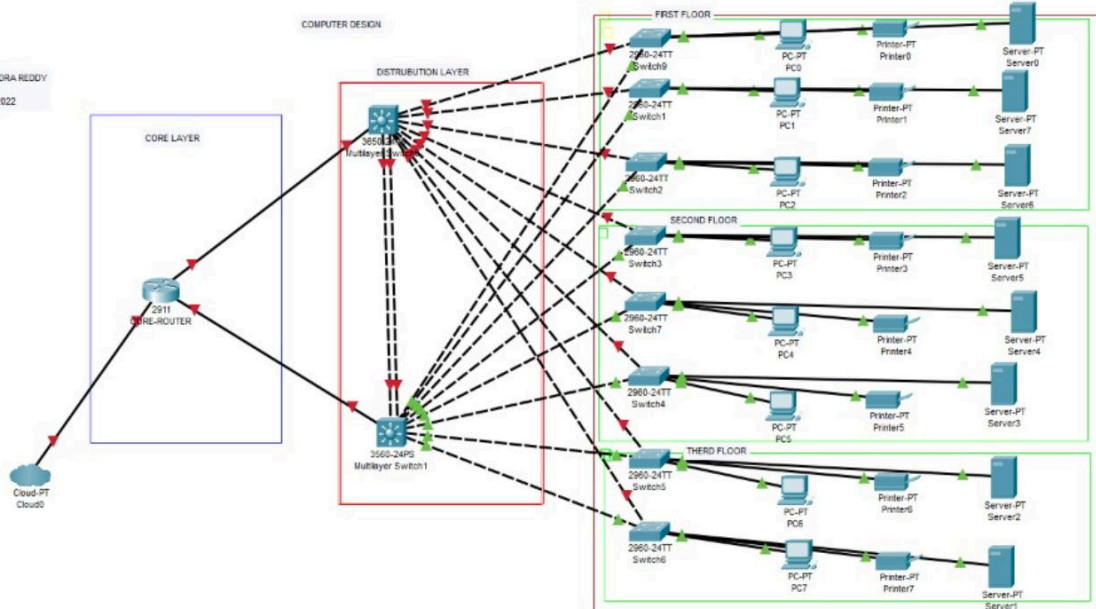 COMPUTER DESIGN
DRA REDDY
2022
CORE LAYER
DISTRUBUTION LAYER
Multilayer Switch
2911
CORE-ROUTER
Cloud-PT
Cloud0
3560-24PS
Multilayer Switch1
FIRST FLOOR
2960-24TT
Switch9
PC-PT
PC0
Printer-PT
Printer0
Server-PT
Server0
2960-24TT
Switch1
PC-PT
PC1
Printer-PT
Printer1
Server-PT
Server7
2960-24TT
Switch2
PC-PT
PC2
Printer-PT
Printer2
Server-PT
Server6
SECOND FLOOR
2960-24TT
Switch3
PC-PT
PC3
Printer-PT
Printer3
Server-PT
Server5
2960-24TT
Switch7
PC-PT
PC4
Printer-PT
Printer4
Server-PT
Server4
2960-24TT
Switch4
PC-PT
PC5
Printer-PT
Printer5
Server-PT
Server3
THERD FLOOR
2960-24TT
Switch5
PC-PT
PC6
Printer-PT
Printer6
Server-PT
Server2
2960-24TT
Switch6
PC-PT
PC7
Printer-PT
Printer7
Server-PT
Server1